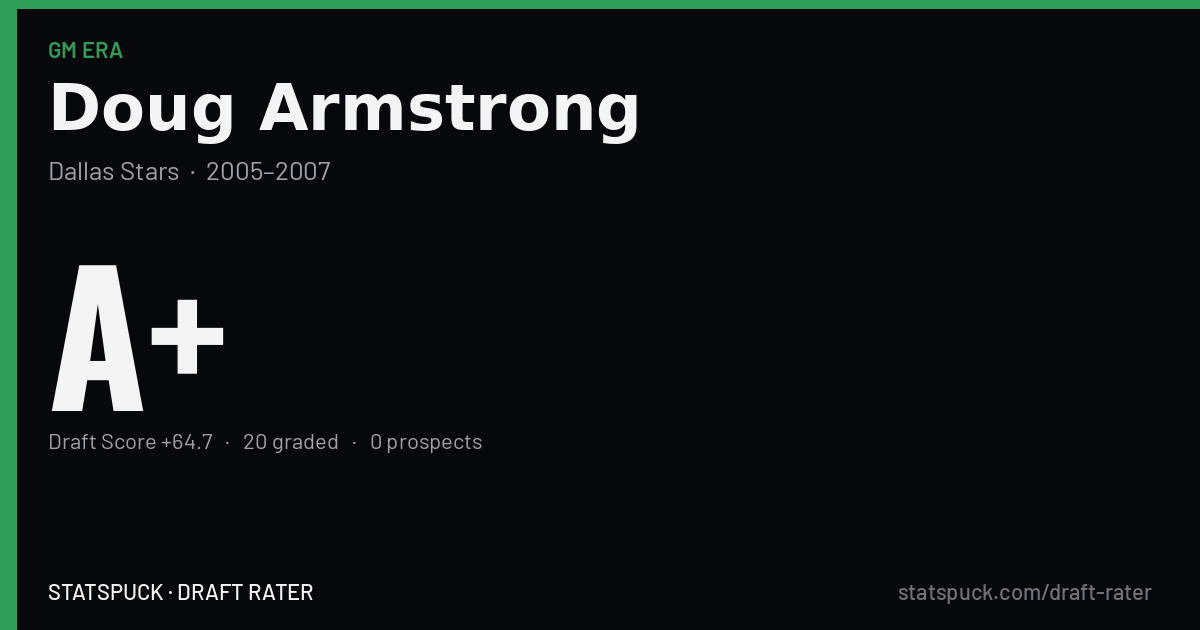 GM ERA
Doug Armstrong
Dallas Stars · 2005–2007
A+
Draft Score +64.7 · 20 graded · 0 prospects
STATSPUCK · DRAFT RATER
statspuck.com/draft-rater